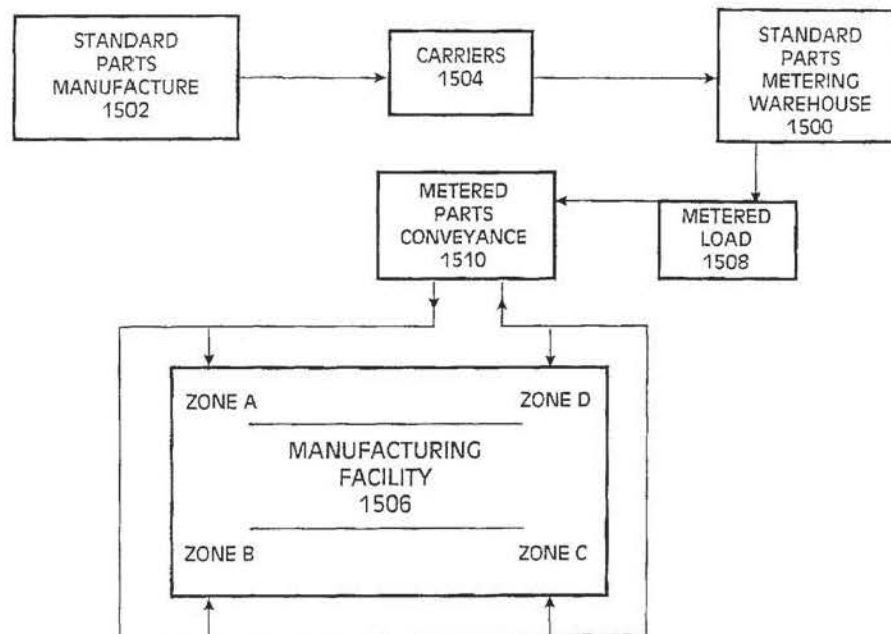 STANDARD
PARTS
MANUFACTURE
1502
CARRIERS
1504
STANDARD
PARTS
METERING
WAREHOUSE
1500
METERED
PARTS
CONVEYANCE
1510
METERED
LOAD
1508
ZONE A
ZONE D
MANUFACTURING
FACILITY
1506
ZONE B
ZONE C